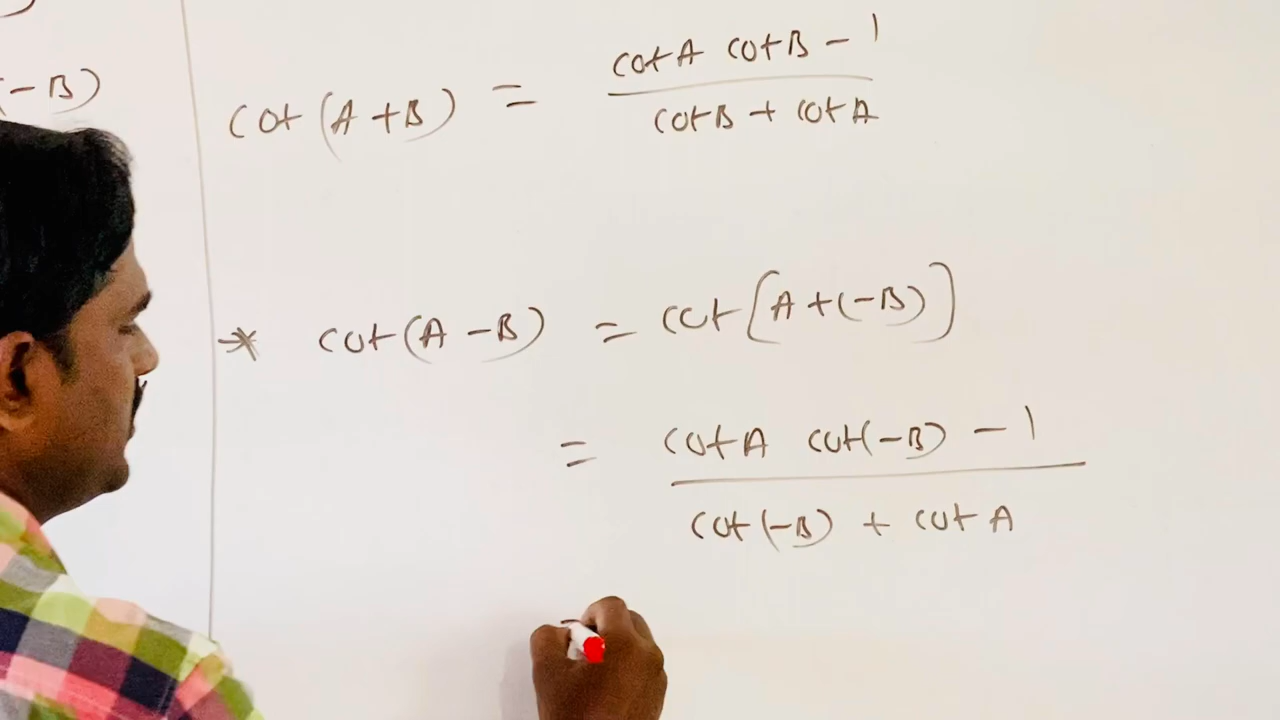 -B)
cot(A+B) = cotA cotB - 1
cotB + cotA
* cot(A-B) = cot[A+(-B)]
= cotA cot(-B) - 1
cot(-B) + cotA